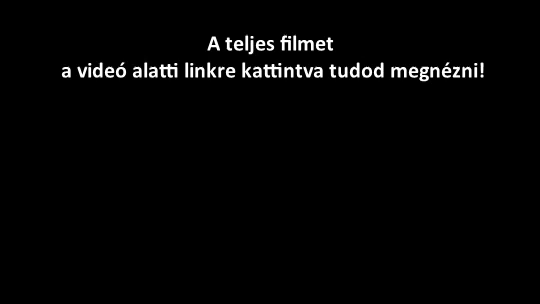 A teljes filmet
a videó alatti linkre kattintva tudod megnézni!